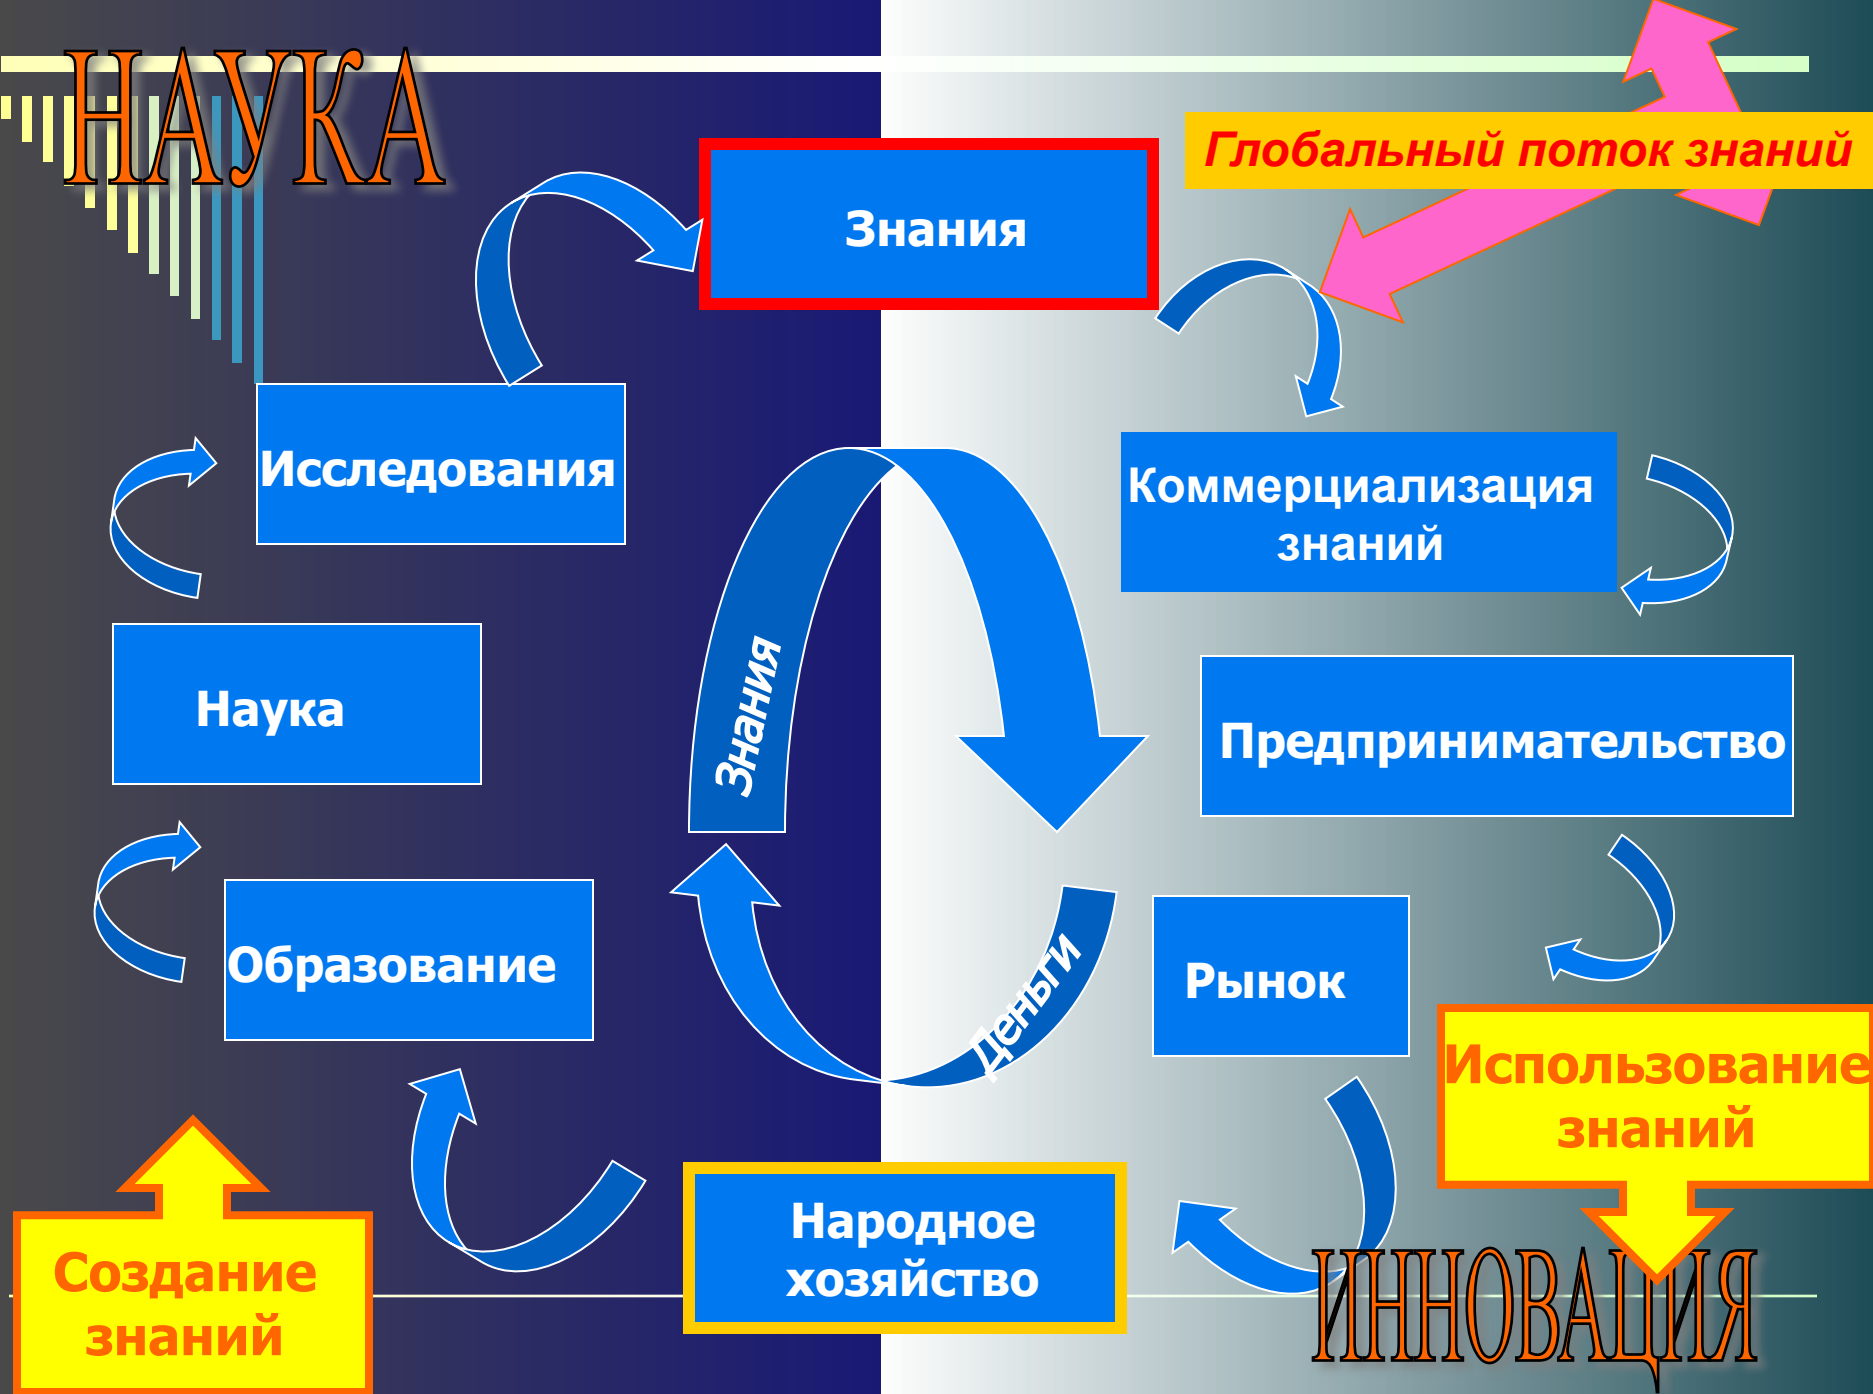 НАУКА
Глобальный поток знаний
Знания
Исследования
Коммерциализация
знаний
Наука
Знания
Предпринимательство
Образование
Деньги
Рынок
Использование
знаний
Народное
хозяйство
Создание
знаний
ИННОВАЦИЯ